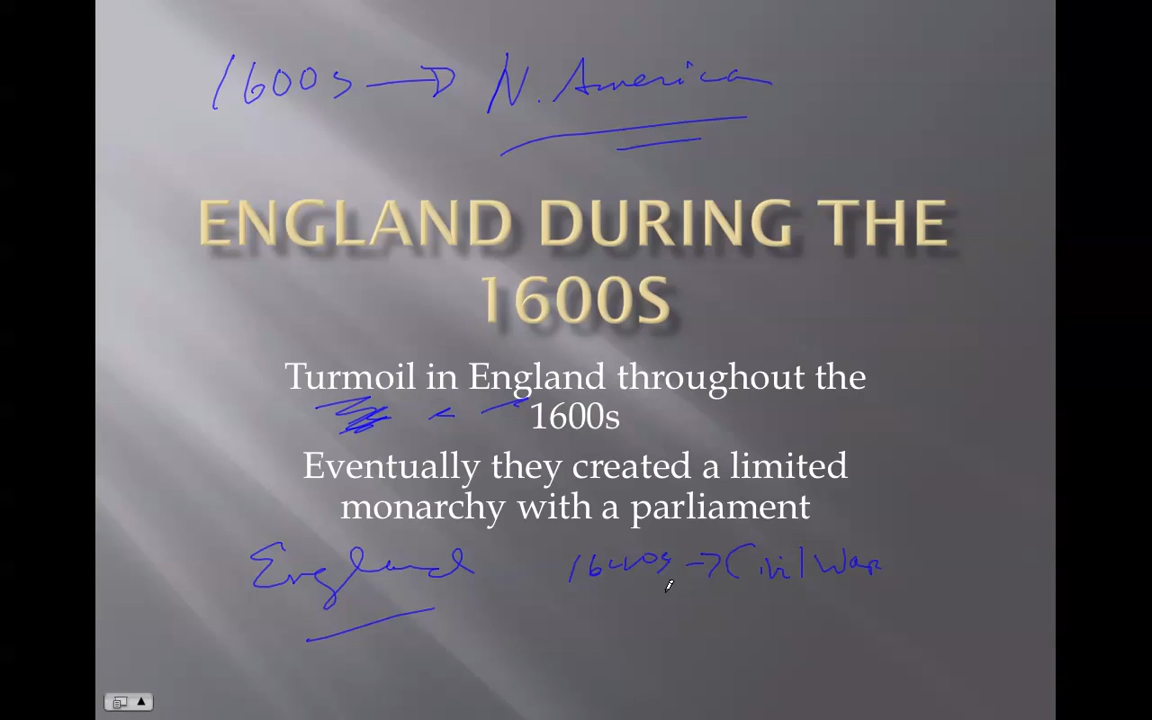 1600s → N. America
ENGLAND DURING THE
1600S
Turmoil in England throughout the
1600s
Eventually they created a limited
monarchy with a parliament
England 1640s → Civil War